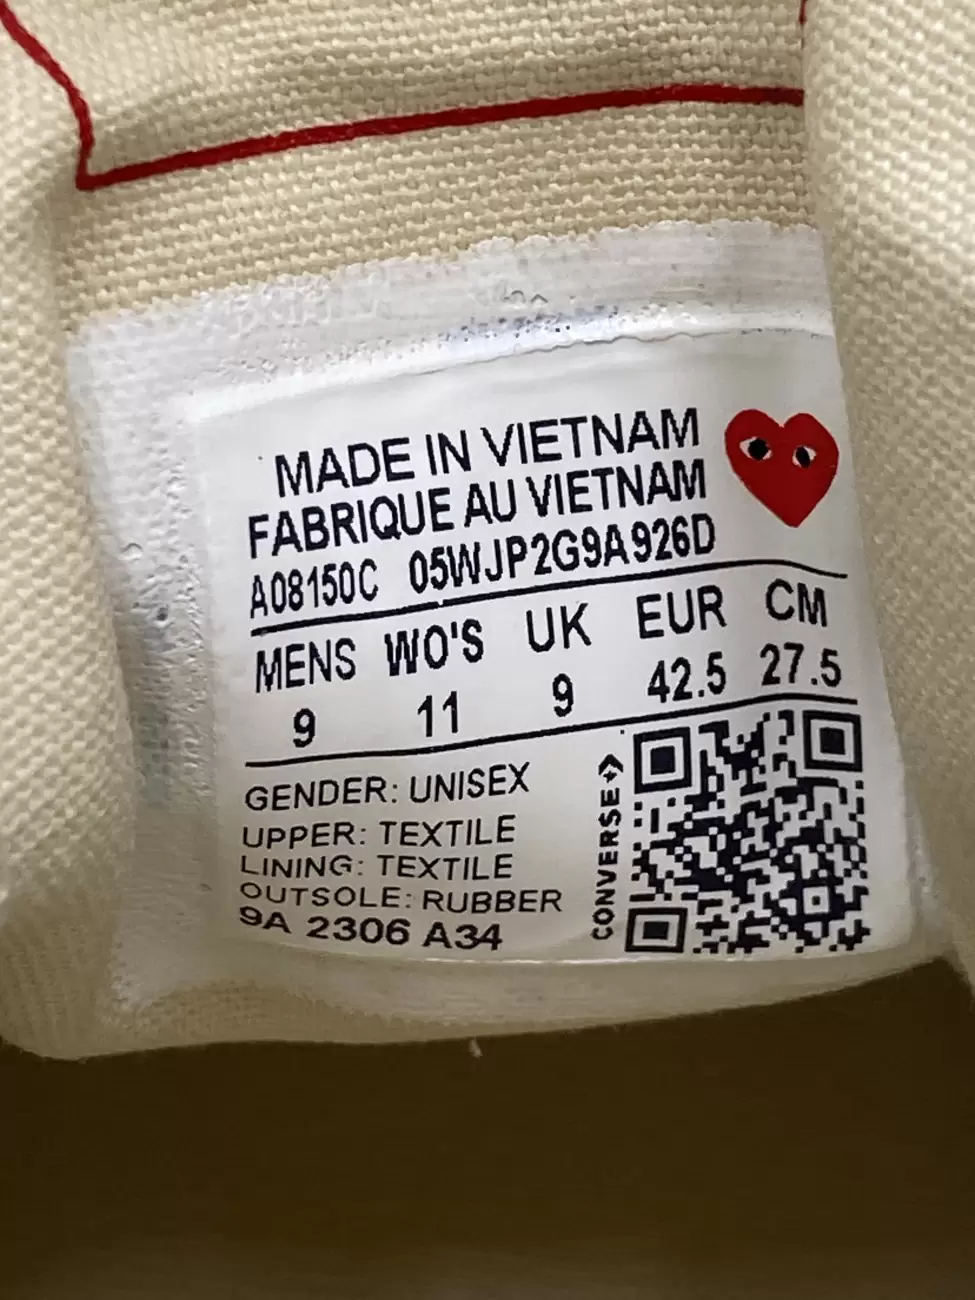 MADE IN VIETNAM
FABRIQUE AU VIETNAM
A08150C 05WJP2G9A926D
MENS WO'S UK EUR CM
9 11 9 42.5 27.5
GENDER: UNISEX
UPPER: TEXTILE
LINING: TEXTILE
OUTSOLE: RUBBER
9A 2306 A34
CONVERSE